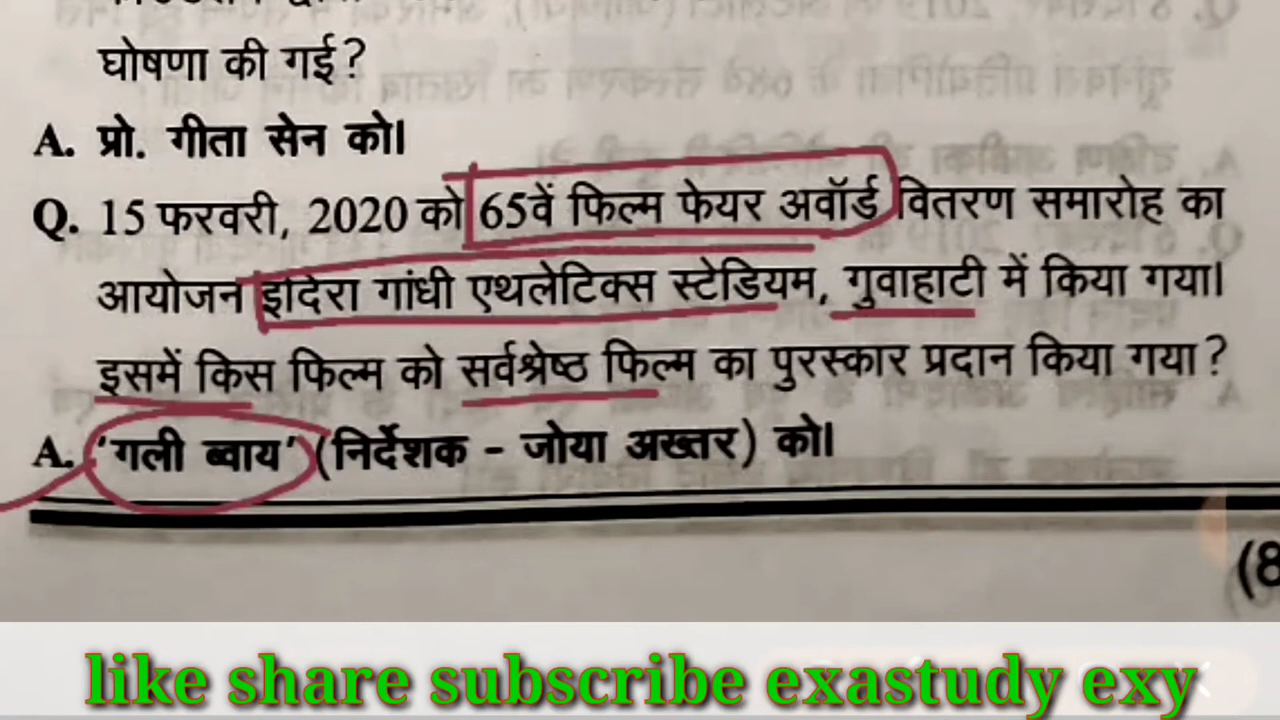 घोषणा की गई?
A. प्रो. गीता सेन को।
Q. 15 फरवरी, 2020 को 65वें फिल्म फेयर अवॉर्ड वितरण समारोह का
आयोजन इंदिरा गांधी एथलेटिक्स स्टेडियम, गुवाहाटी में किया गया।
इसमें किस फिल्म को सर्वश्रेष्ठ फिल्म का पुरस्कार प्रदान किया गया?
A. 'गली ब्वाय' (निर्देशक - जोया अख्तर) को।
(8
like share subscribe exastudy exy